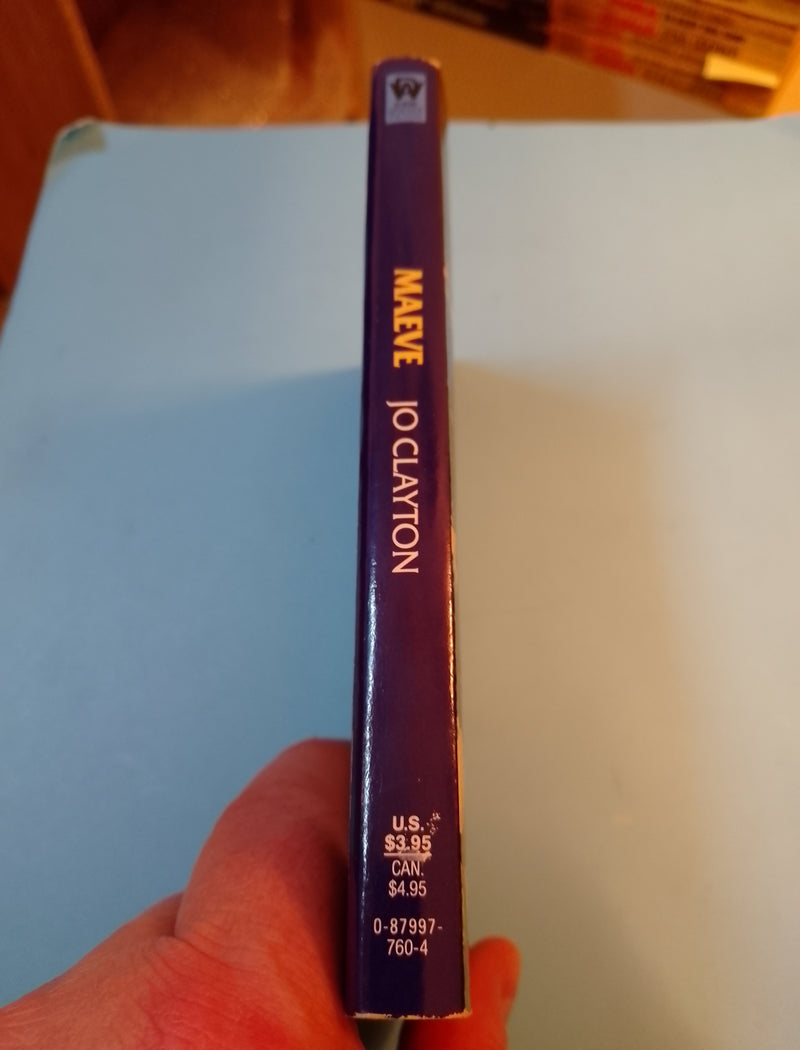 MAEVE
JO CLAYTON
U.S.
$3.95
CAN.
$4.95
0-87997-
760-4